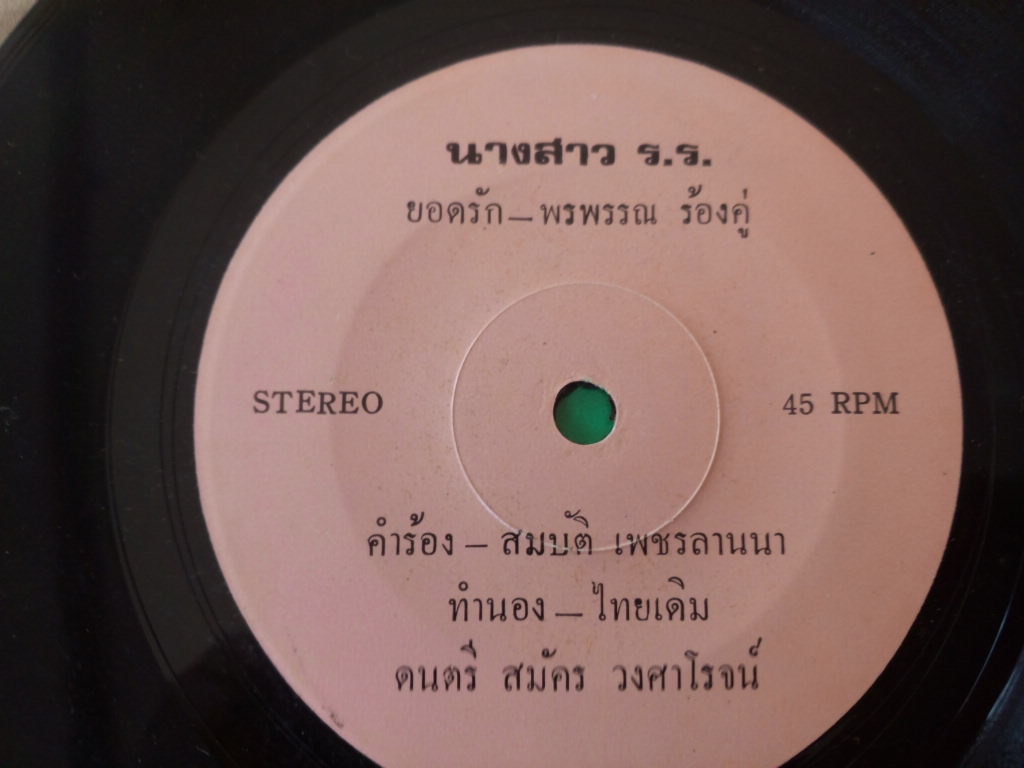 นางสาว ร.ร.
ยอดรัก – พรพรรณ ร้องคู่
STEREO 45 RPM
คำร้อง – สมบัติ เพชรลานนา
ทำนอง – ไทยเดิม
ดนตรี สมัคร วงศาโรจน์